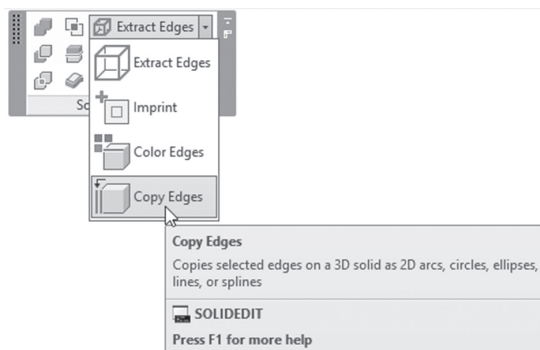 Extract Edges
Extract Edges
Imprint
So
Color Edges
Copy Edges
Copy Edges
Copies selected edges on a 3D solid as 2D arcs, circles, ellipses,
lines, or splines
SOLIDEDIT
Press F1 for more help